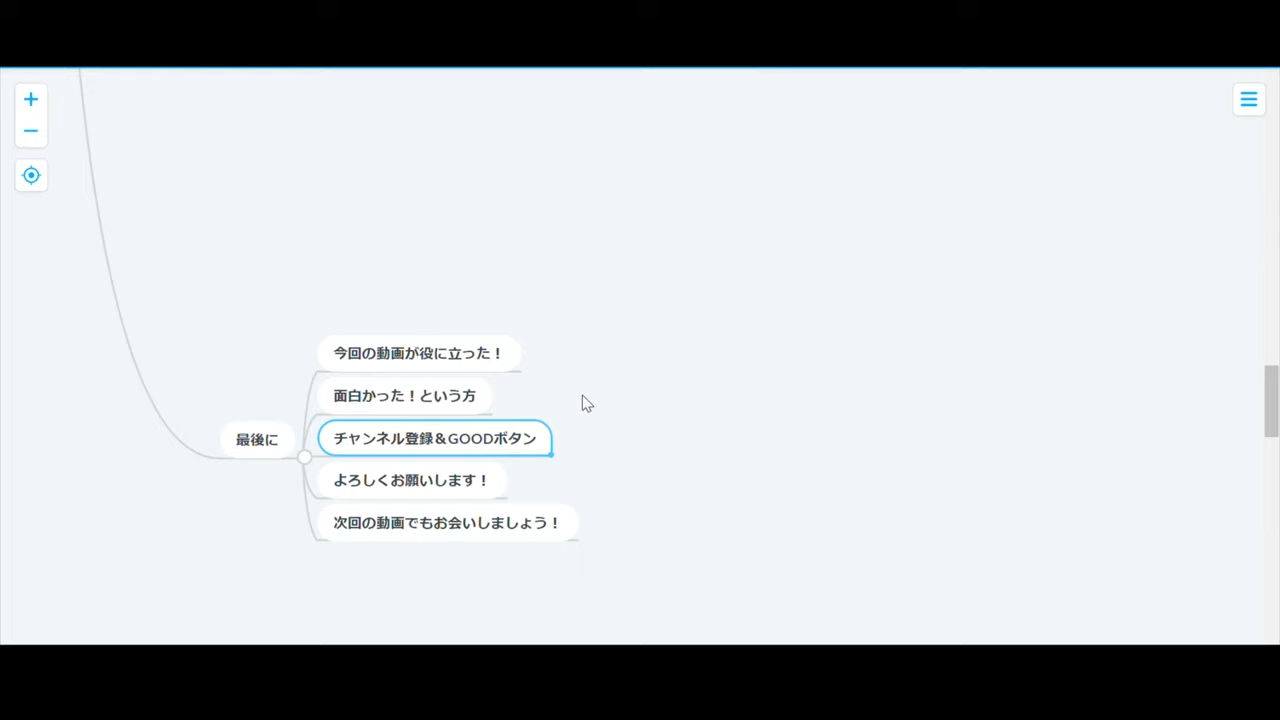 今回の動画が役に立った！
面白かった！という方
最後に
チャンネル登録＆GOODボタン
よろしくお願いします！
次回の動画でもお会いしましょう！